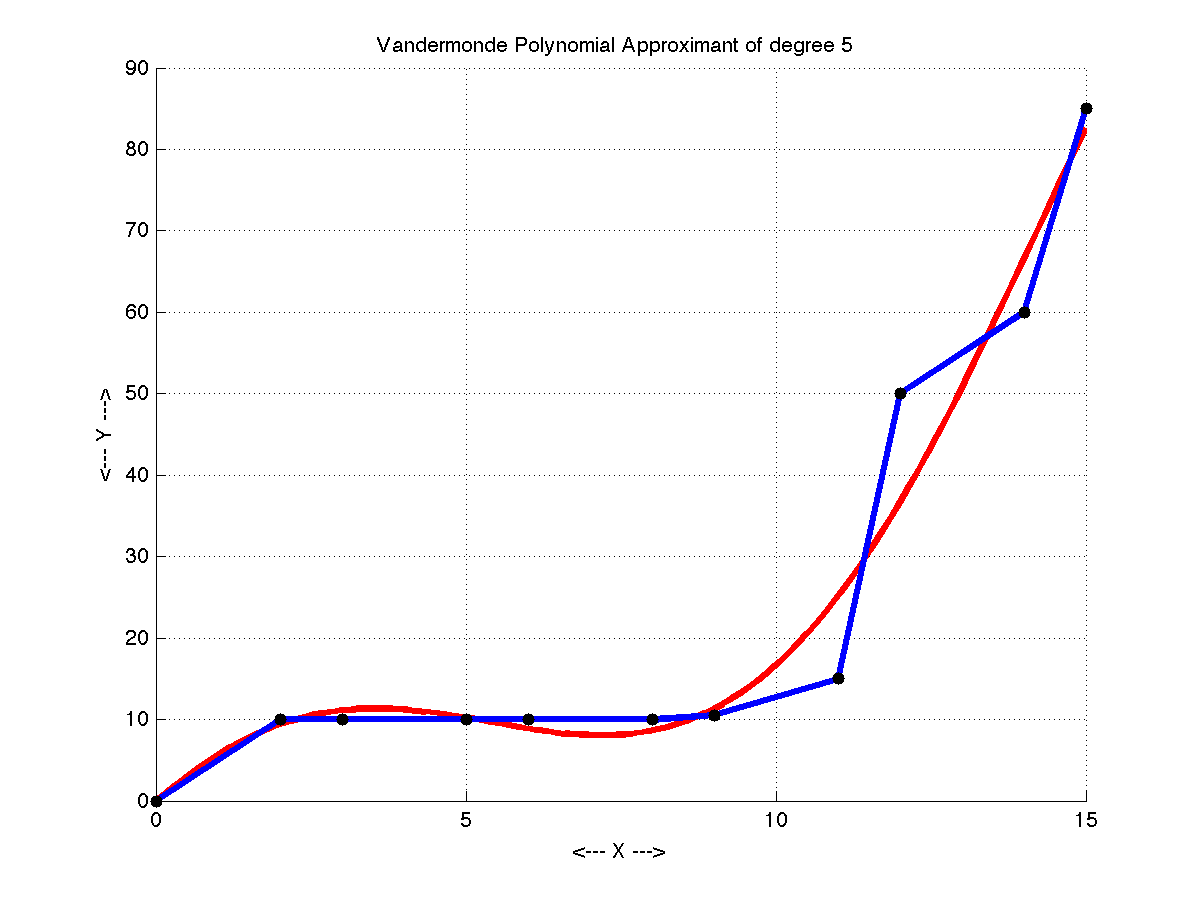 Vandermonde Polynomial Approximant of degree 5
90
80
70
60
50
40
30
20
10
0
<--- Y --->
0 5 10 15
<--- X --->